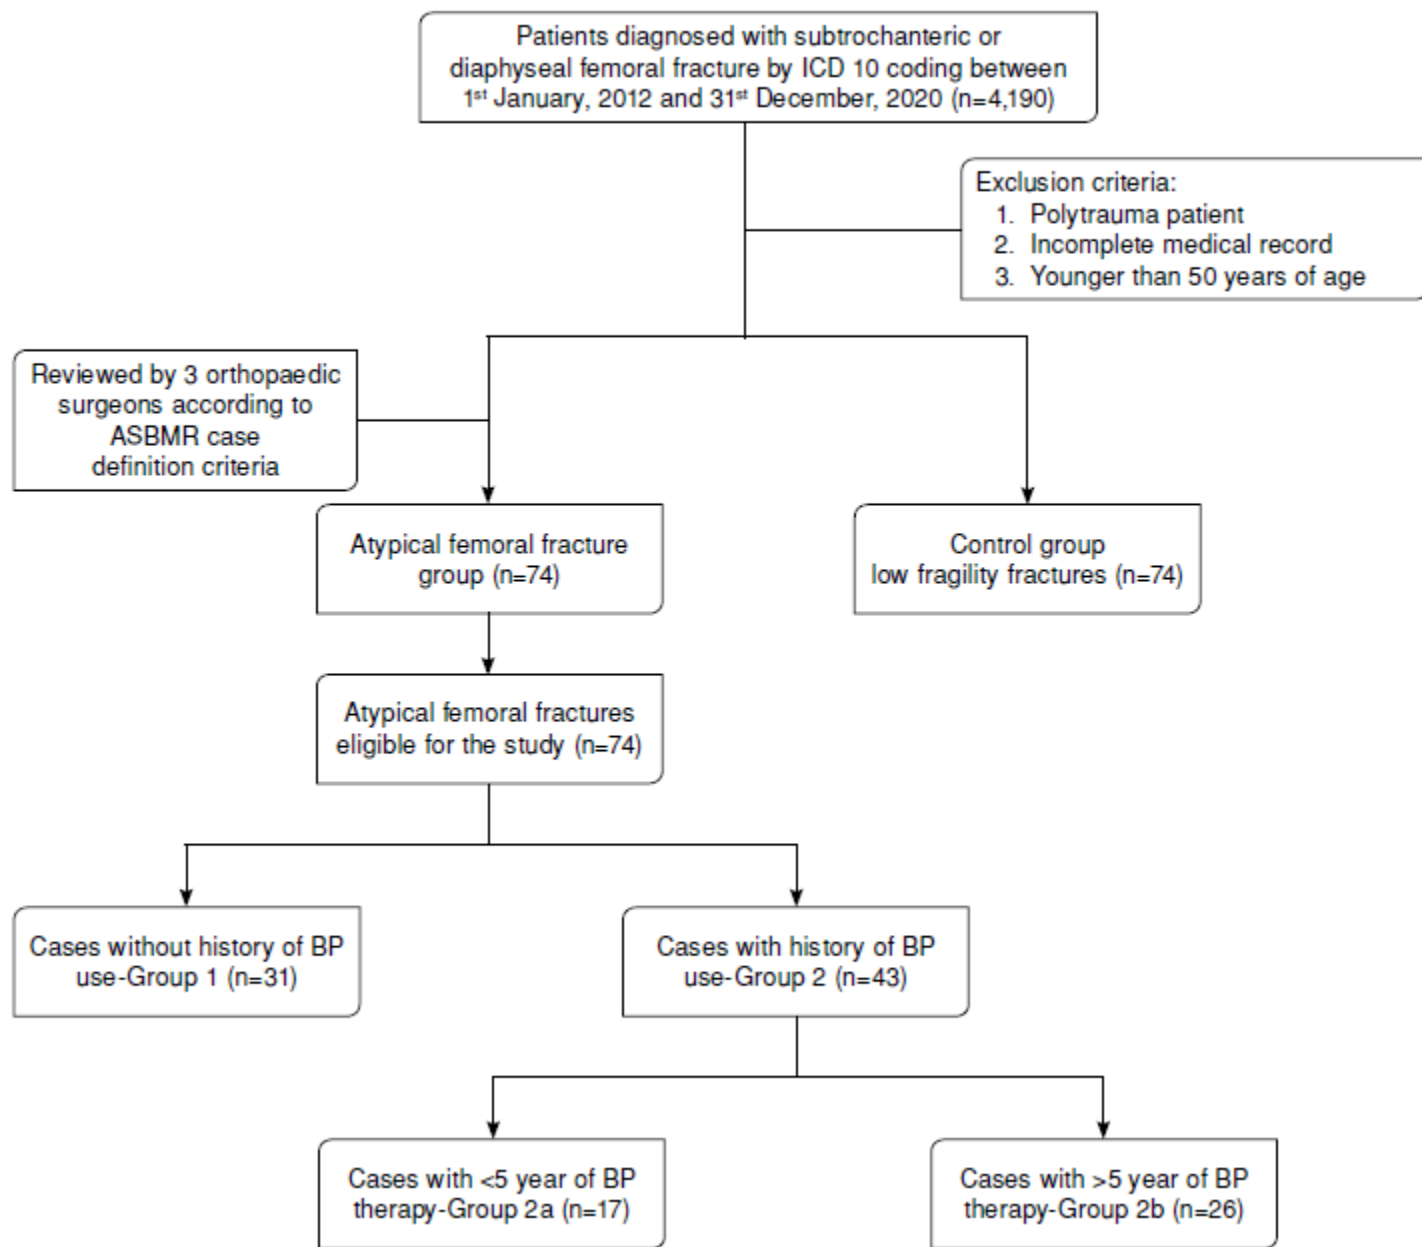 Patients diagnosed with subtrochanteric or
diaphyseal femoral fracture by ICD 10 coding between
1st January, 2012 and 31st December, 2020 (n=4,190)
Exclusion criteria:
1. Polytrauma patient
2. Incomplete medical record
3. Younger than 50 years of age
Reviewed by 3 orthopaedic
surgeons according to
ASBMR case
definition criteria
Atypical femoral fracture
group (n=74)
Control group
low fragility fractures (n=74)
Atypical femoral fractures
eligible for the study (n=74)
Cases without history of BP
use-Group 1 (n=31)
Cases with history of BP
use-Group 2 (n=43)
Cases with <5 year of BP
therapy-Group 2a (n=17)
Cases with >5 year of BP
therapy-Group 2b (n=26)